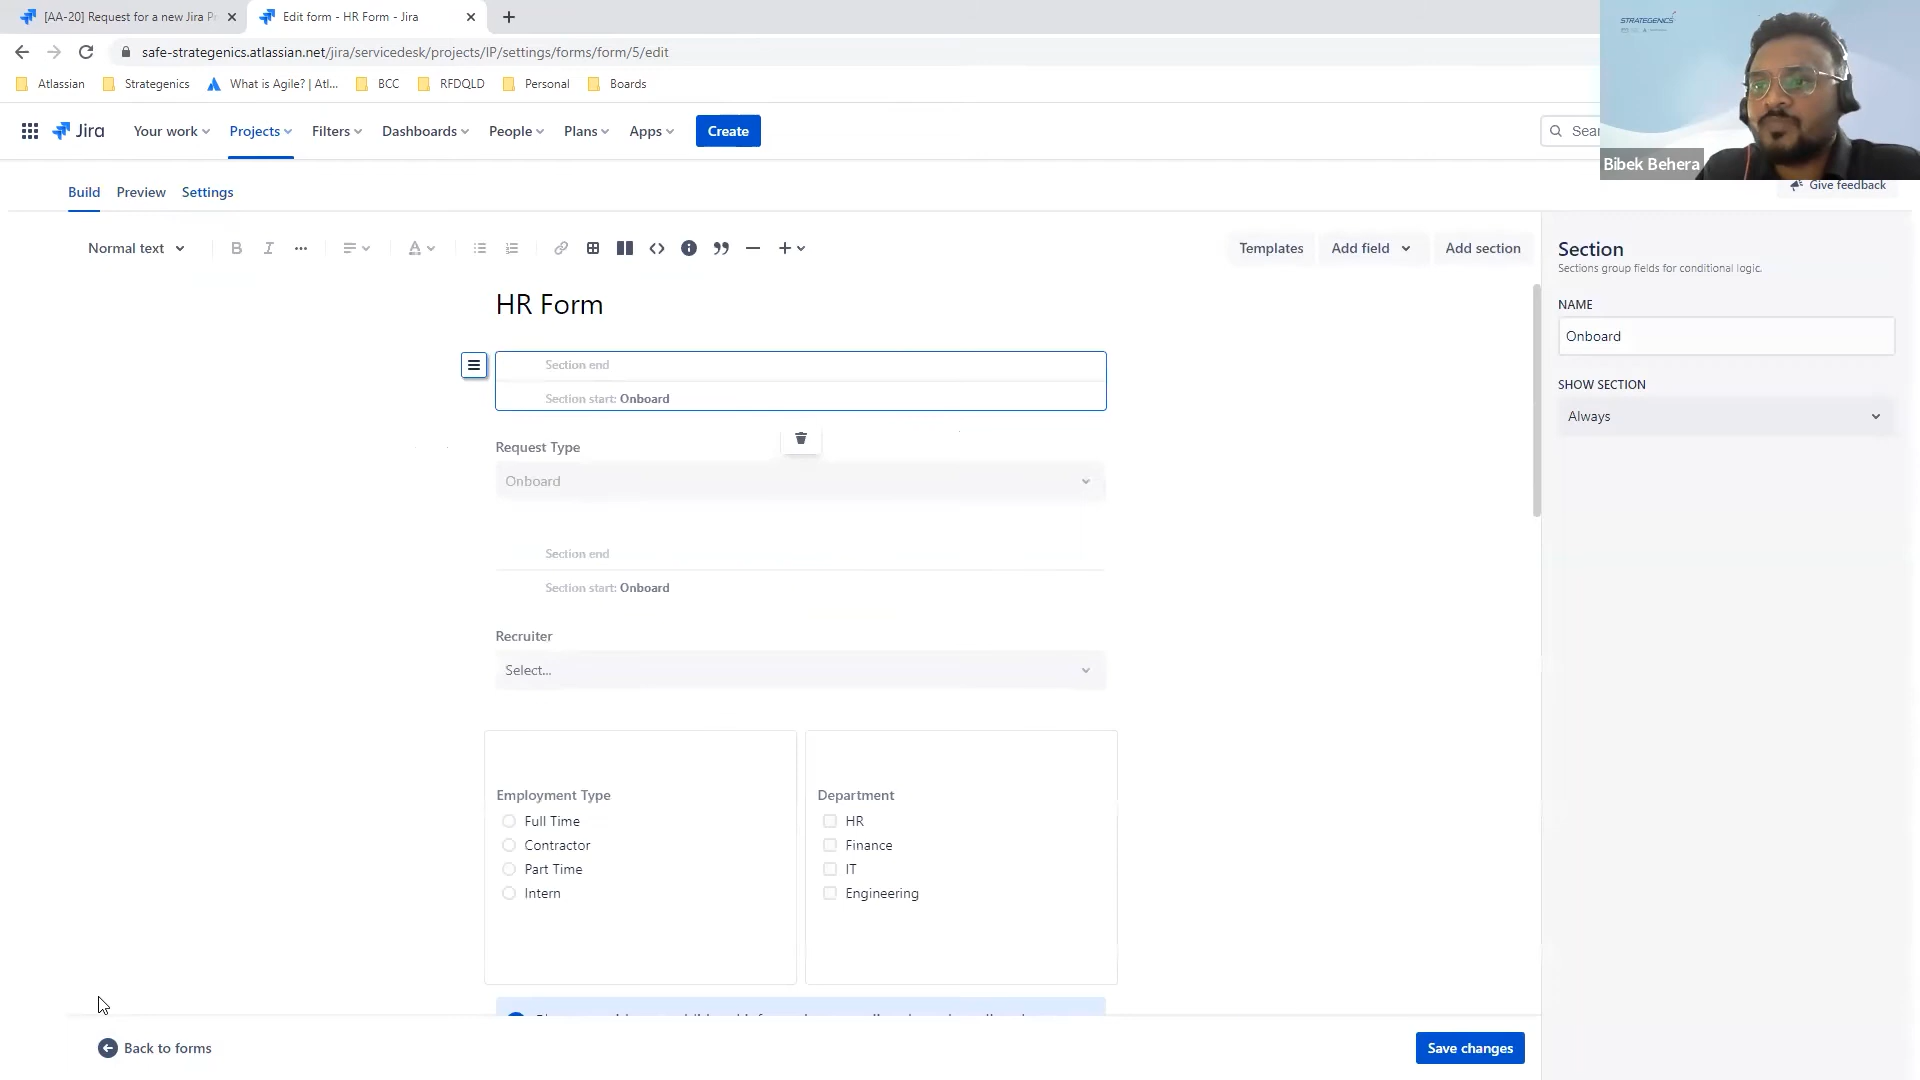 [AA-20] Request for a new Jira P
Edit form - HR Form - Jira
safe-strategenics.atlassian.net/jira/servicedesk/projects/IP/settings/forms/form/5/edit
Atlassian
Strategenics
What is Agile? | Atl...
BCC
RFDQLD
Personal
Boards
STRATEGENICS
Jira
Your work
Projects
Filters
Dashboards
People
Plans
Apps
Create
Sear
Bibek Behera
Give feedback
Build
Preview
Settings
Normal text
Templates
Add field
Add section
HR Form
Section end
Section start: Onboard
Request Type
Onboard
Section end
Section start: Onboard
Recruiter
Select...
Employment Type
Full Time
Contractor
Part Time
Intern
Department
HR
Finance
IT
Engineering
Section
Sections group fields for conditional logic.
NAME
Onboard
SHOW SECTION
Always
Back to forms
Save changes